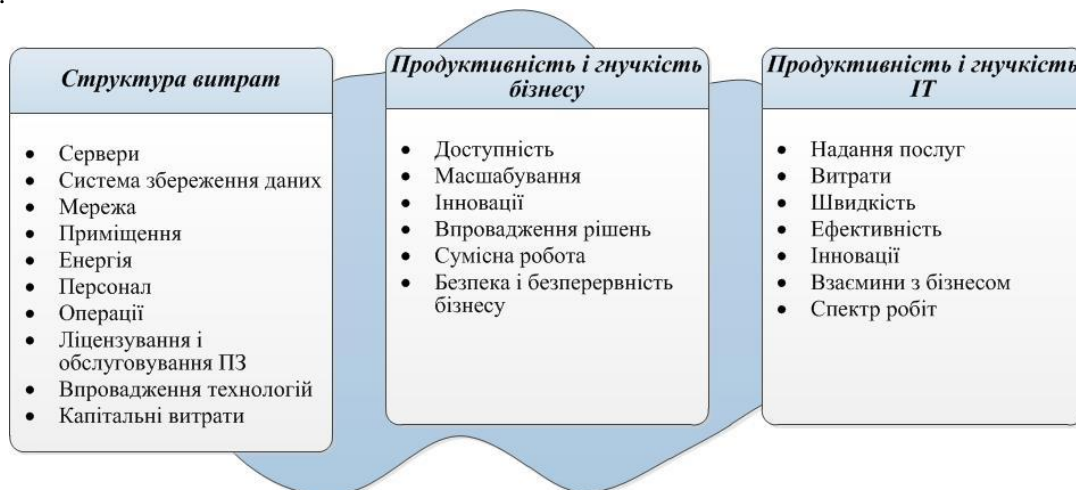 .
Структура витрат
• Сервери
• Система збереження даних
• Мережа
• Приміщення
• Енергія
• Персонал
• Операції
• Ліцензування і
обслуговування ПЗ
• Впровадження технологій
• Капітальні витрати
Продуктивність і гнучкість
бізнесу
• Доступність
• Масшабування
• Інновації
• Впровадження рішень
• Сумісна робота
• Безпека і безперервність
бізнесу
Продуктивність і гнучкість
ІТ
• Надання послуг
• Витрати
• Швидкість
• Ефективність
• Інновації
• Взаємини з бізнесом
• Спектр робіт